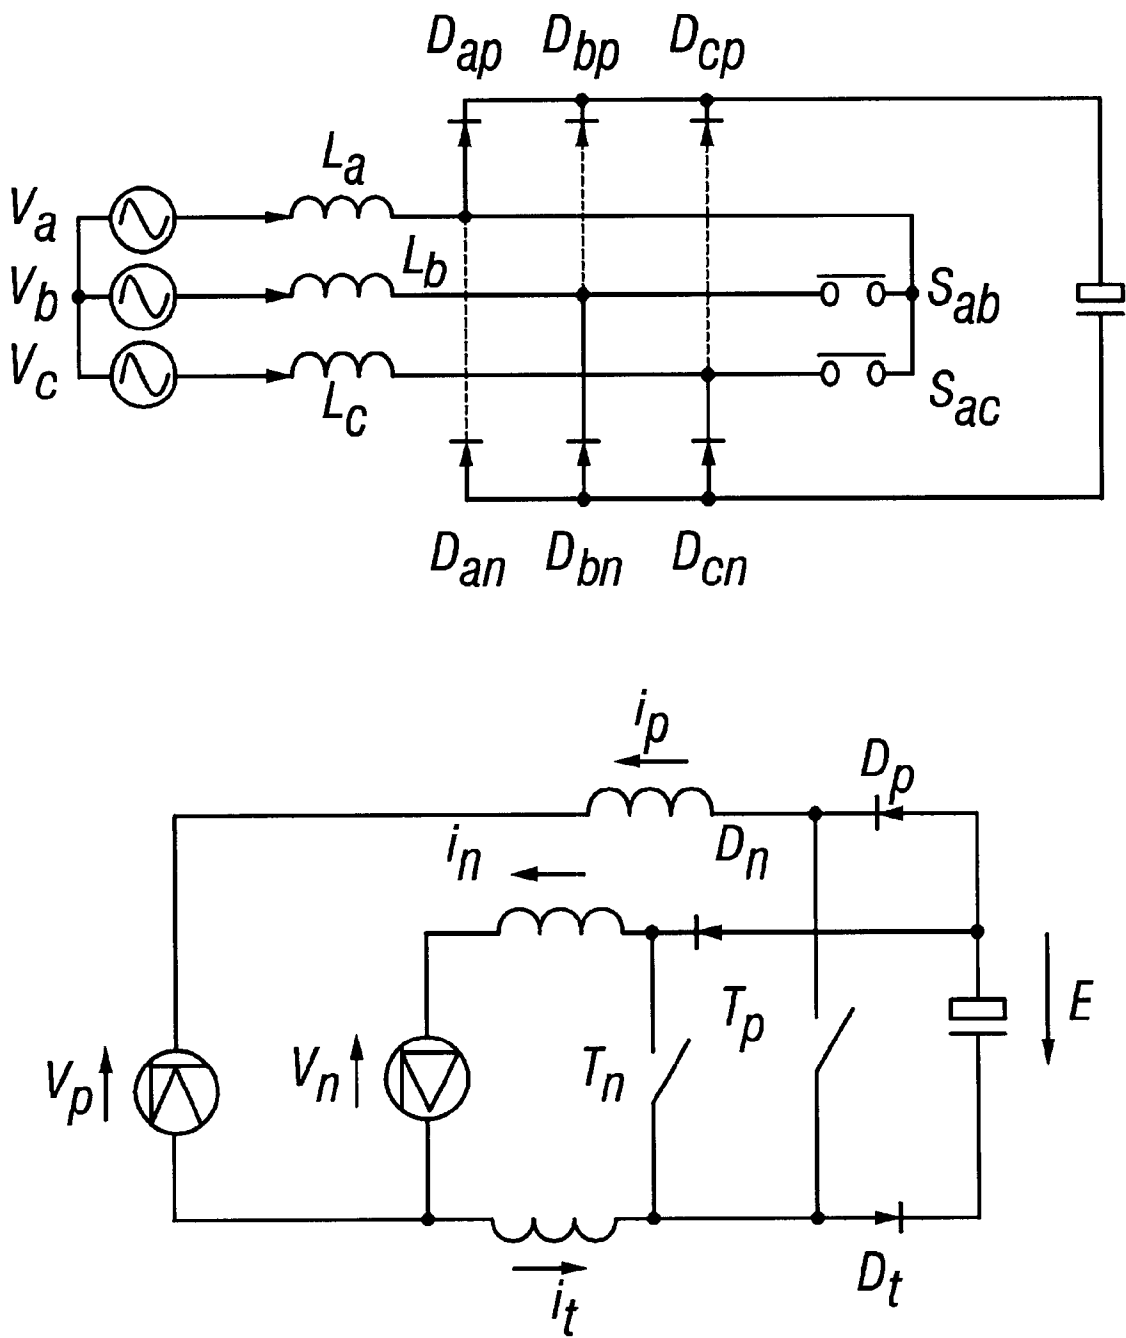 D_ap D_bp D_cp
L_a
V_a
L_b
V_b
S_ab
V_c
L_c
S_ac
D_an D_bn D_cn
i_p
D_p
D_n
i_n
T_p
E
V_p
V_n
T_n
D_t
i_t